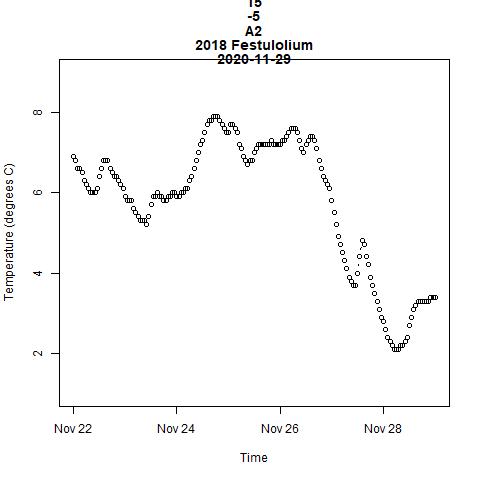 15
-5
A2
2018 Festulolium
2020-11-29
Temperature (degrees C)
8
6
4
2
Nov 22 Nov 24 Nov 26 Nov 28
Time